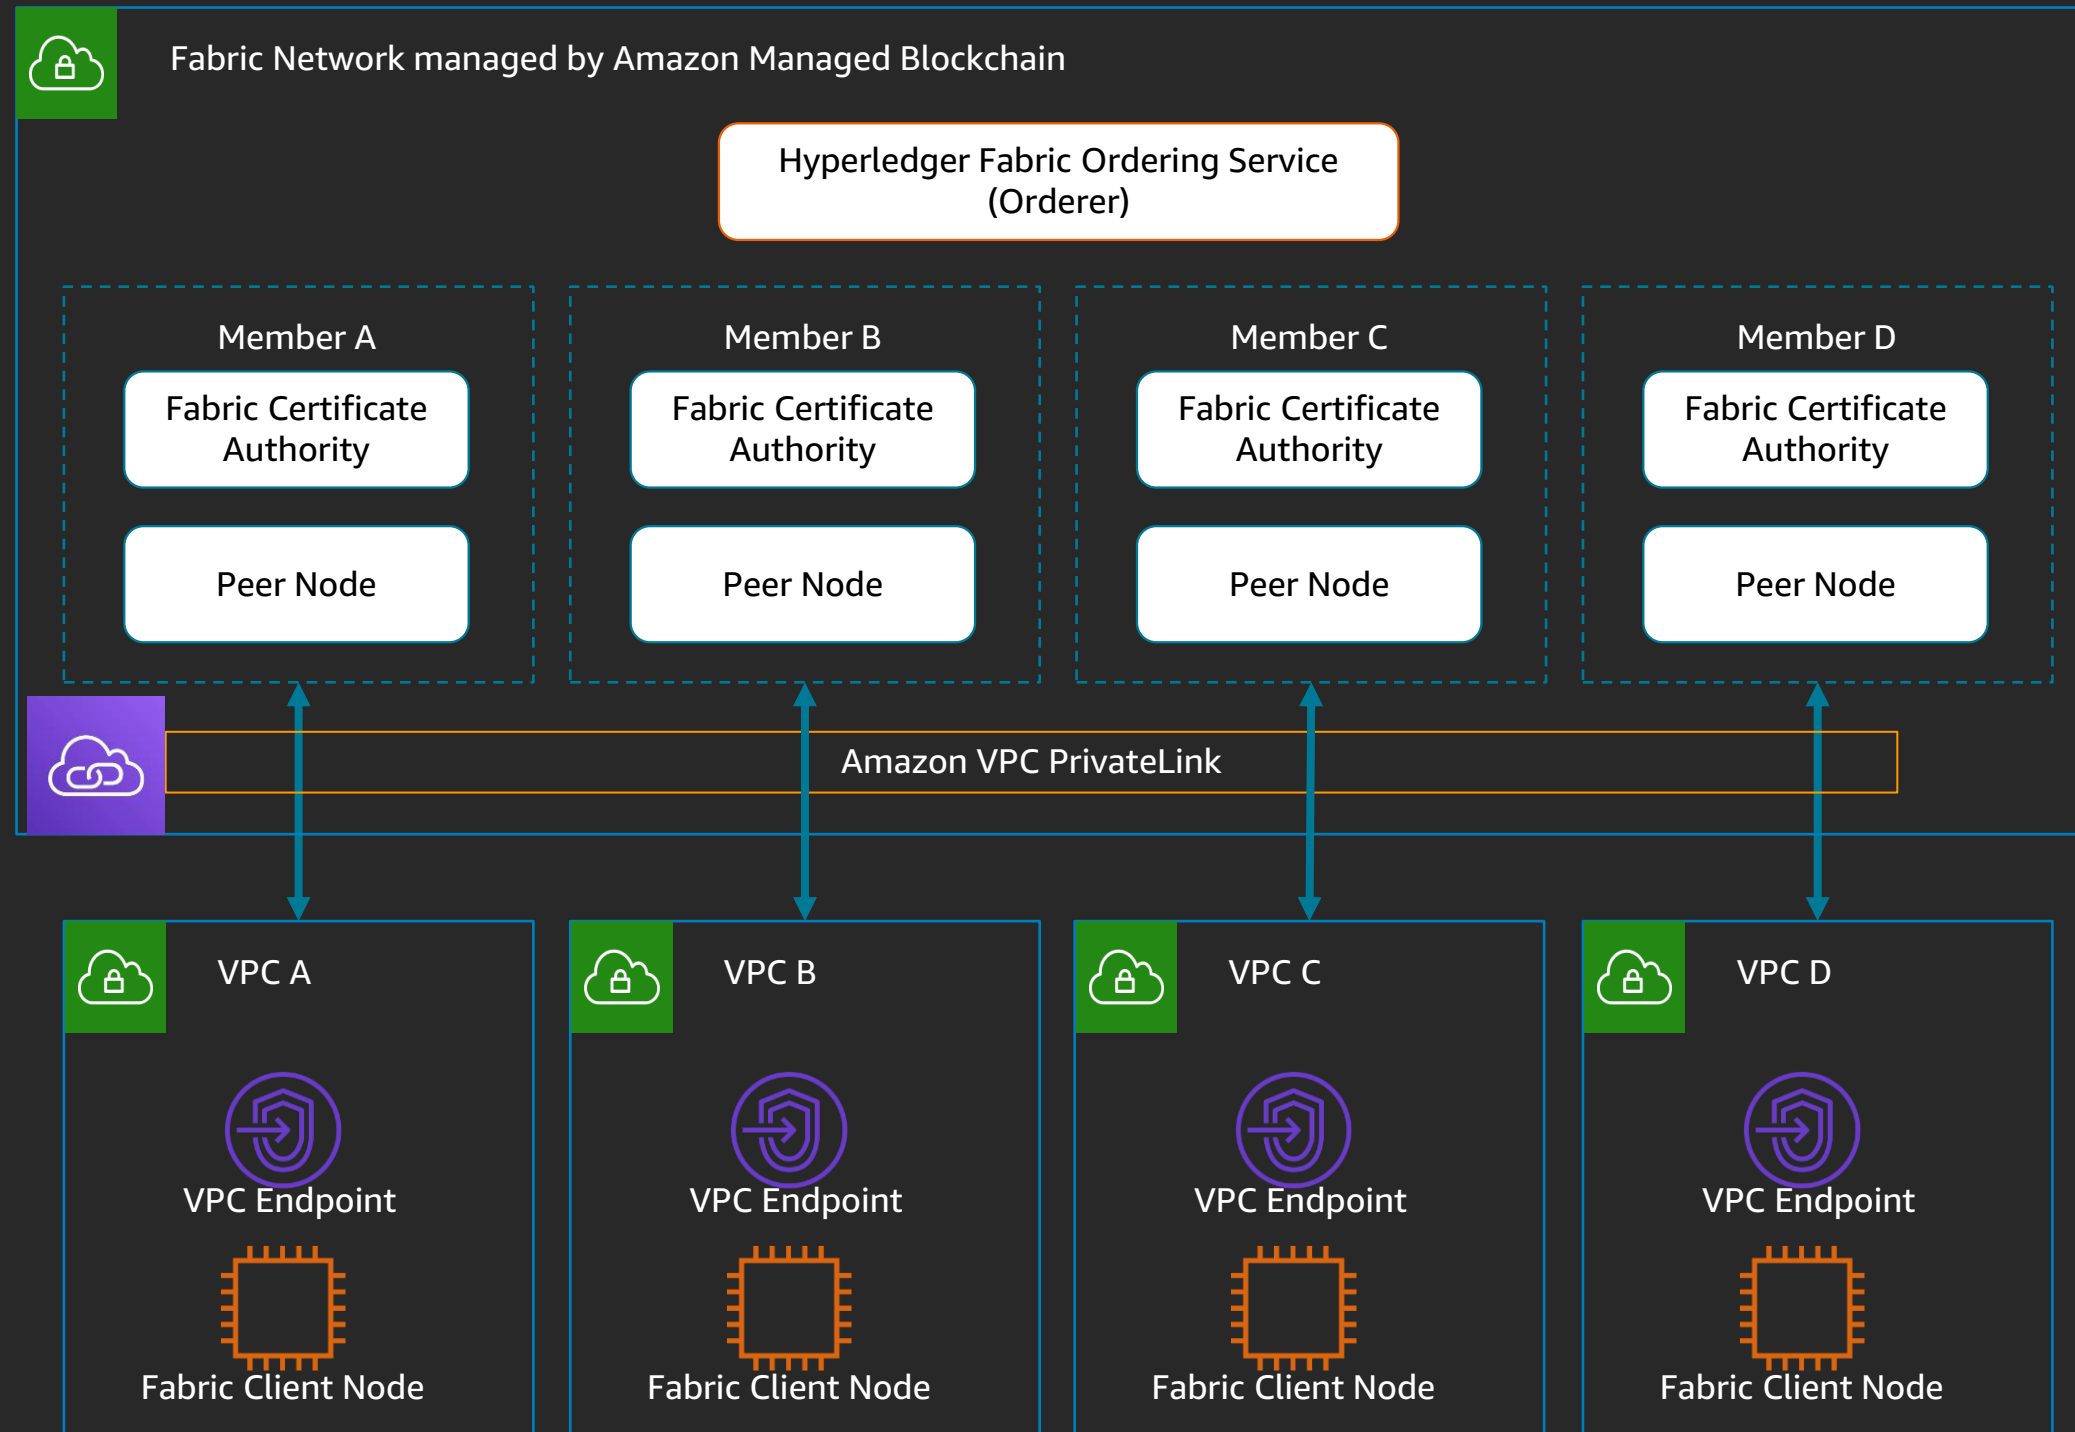 Fabric Network managed by Amazon Managed Blockchain
Hyperledger Fabric Ordering Service
(Orderer)
Member A
Fabric Certificate
Authority
Peer Node
Member B
Fabric Certificate
Authority
Peer Node
Member C
Fabric Certificate
Authority
Peer Node
Member D
Fabric Certificate
Authority
Peer Node
Amazon VPC PrivateLink
VPC A
VPC Endpoint
Fabric Client Node
VPC B
VPC Endpoint
Fabric Client Node
VPC C
VPC Endpoint
Fabric Client Node
VPC D
VPC Endpoint
Fabric Client Node